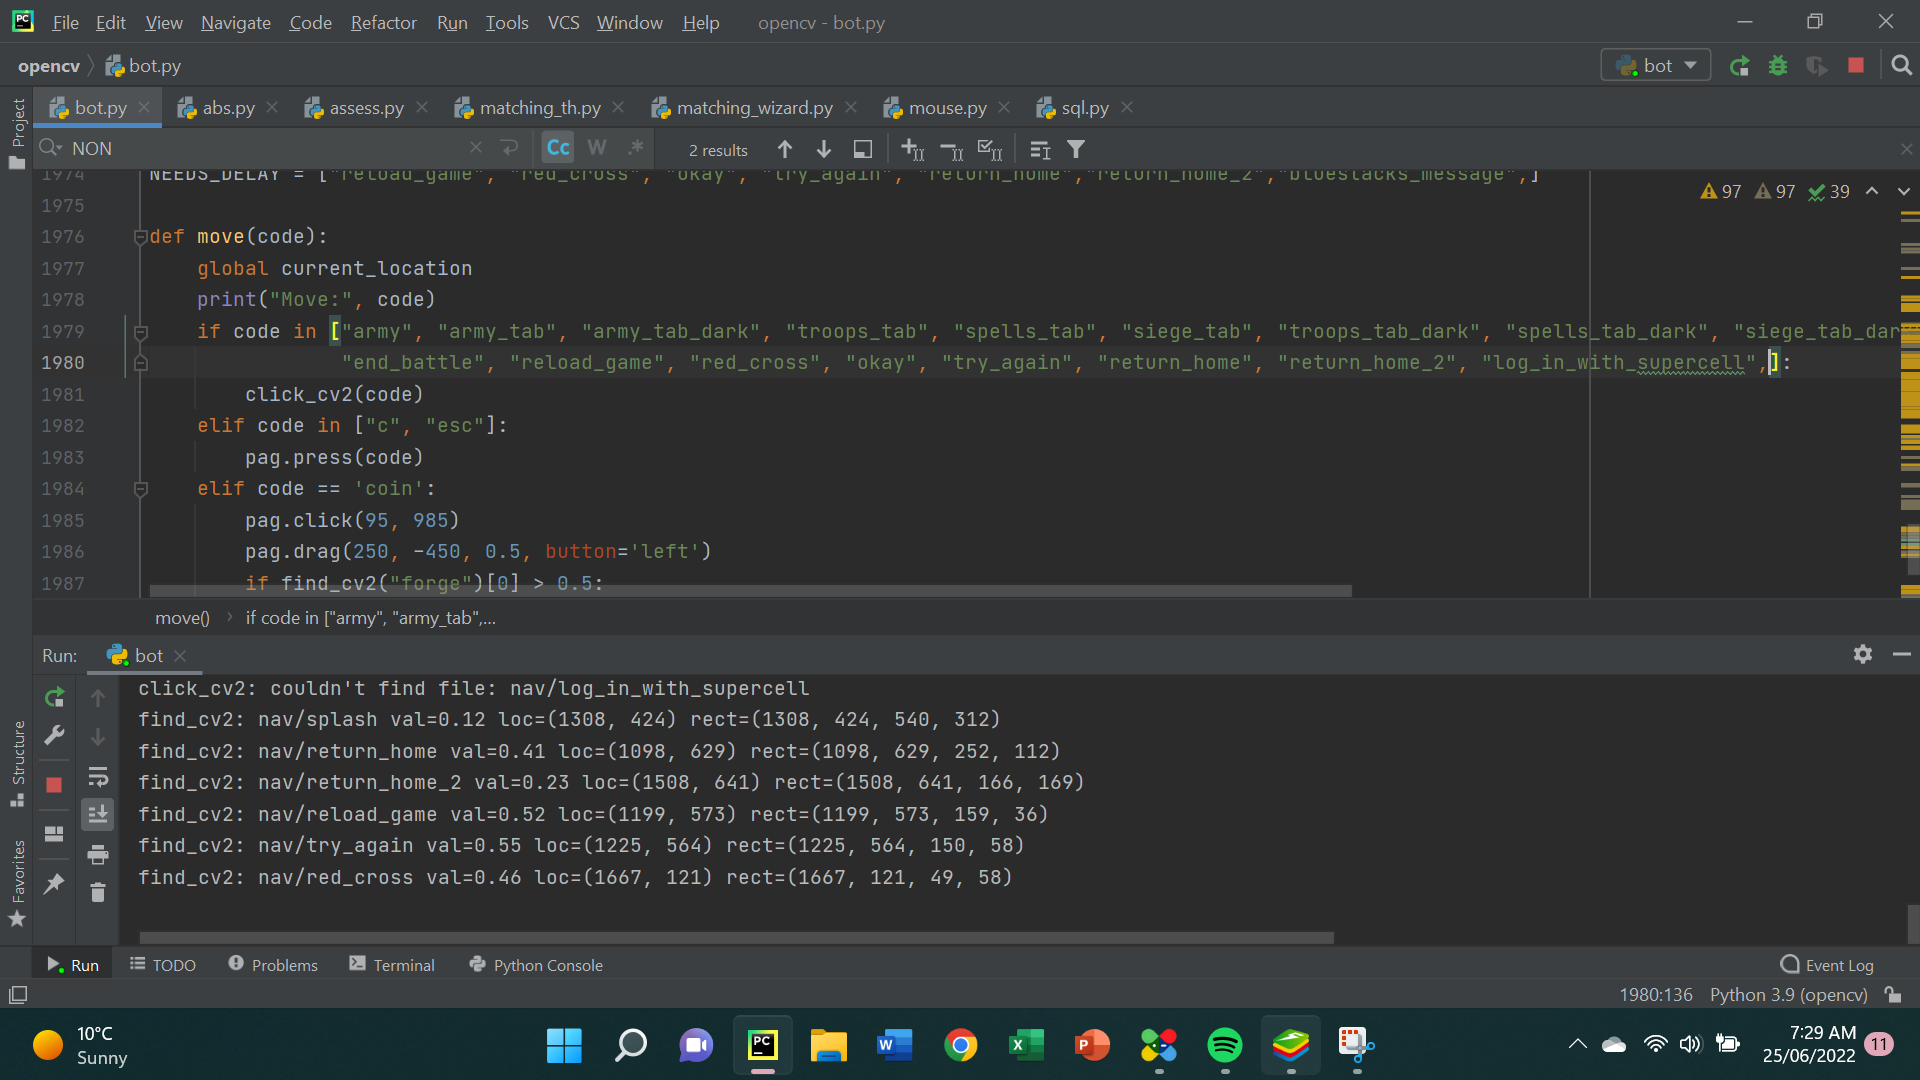 File Edit View Navigate Code Refactor Run Tools VCS Window Help opencv - bot.py
opencv bot.py bot
bot.py abs.py assess.py matching_th.py matching_wizard.py mouse.py sql.py
NON Cc W .* 2 results
1974 NEEDS_DELAY = ["reload_game", "red_cross", "okay", "try_again", "return_home","return_home_2","bluestacks_message",]
97 97 39
1975
1976 def move(code):
1977 global current_location
1978 print("Move:", code)
1979 if code in ["army", "army_tab", "army_tab_dark", "troops_tab", "spells_tab", "siege_tab", "troops_tab_dark", "spells_tab_dark", "siege_tab_dar
1980 "end_battle", "reload_game", "red_cross", "okay", "try_again", "return_home", "return_home_2", "log_in_with_supercell",]:
1981 click_cv2(code)
1982 elif code in ["c", "esc"]:
1983 pag.press(code)
1984 elif code == 'coin':
1985 pag.click(95, 985)
1986 pag.drag(250, -450, 0.5, button='left')
1987 if find_cv2("forge")[0] > 0.5:
move() if code in ["army", "army_tab",...
Run: bot
click_cv2: couldn't find file: nav/log_in_with_supercell
find_cv2: nav/splash val=0.12 loc=(1308, 424) rect=(1308, 424, 540, 312)
find_cv2: nav/return_home val=0.41 loc=(1098, 629) rect=(1098, 629, 252, 112)
find_cv2: nav/return_home_2 val=0.23 loc=(1508, 641) rect=(1508, 641, 166, 169)
find_cv2: nav/reload_game val=0.52 loc=(1199, 573) rect=(1199, 573, 159, 36)
find_cv2: nav/try_again val=0.55 loc=(1225, 564) rect=(1225, 564, 150, 58)
find_cv2: nav/red_cross val=0.46 loc=(1667, 121) rect=(1667, 121, 49, 58)
Project
Structure
Favorites
Run TODO Problems Terminal Python Console Event Log
1980:136 Python 3.9 (opencv)
10°C
Sunny
7:29 AM
25/06/2022
11